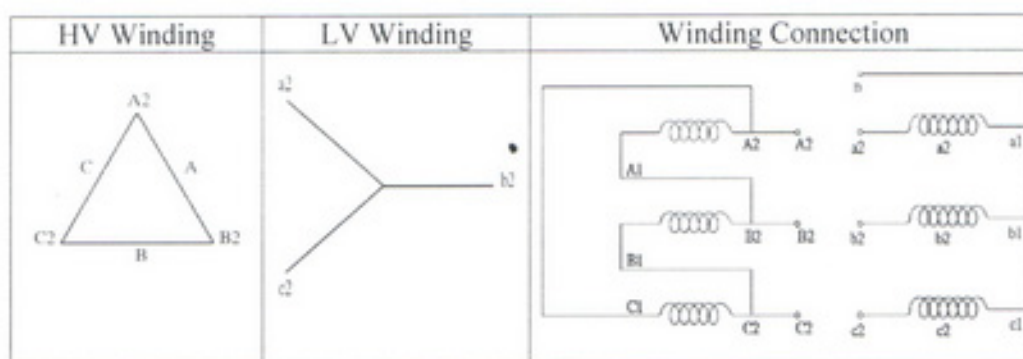 HV Winding LV Winding Winding Connection
A2
C A
C2 B2
B
a2
b2
c2
n
A2 A2 a2 a2 a1
A1
B2 B2 b2 b2 b1
B1
C1
C2 C2 c2 c2 c1